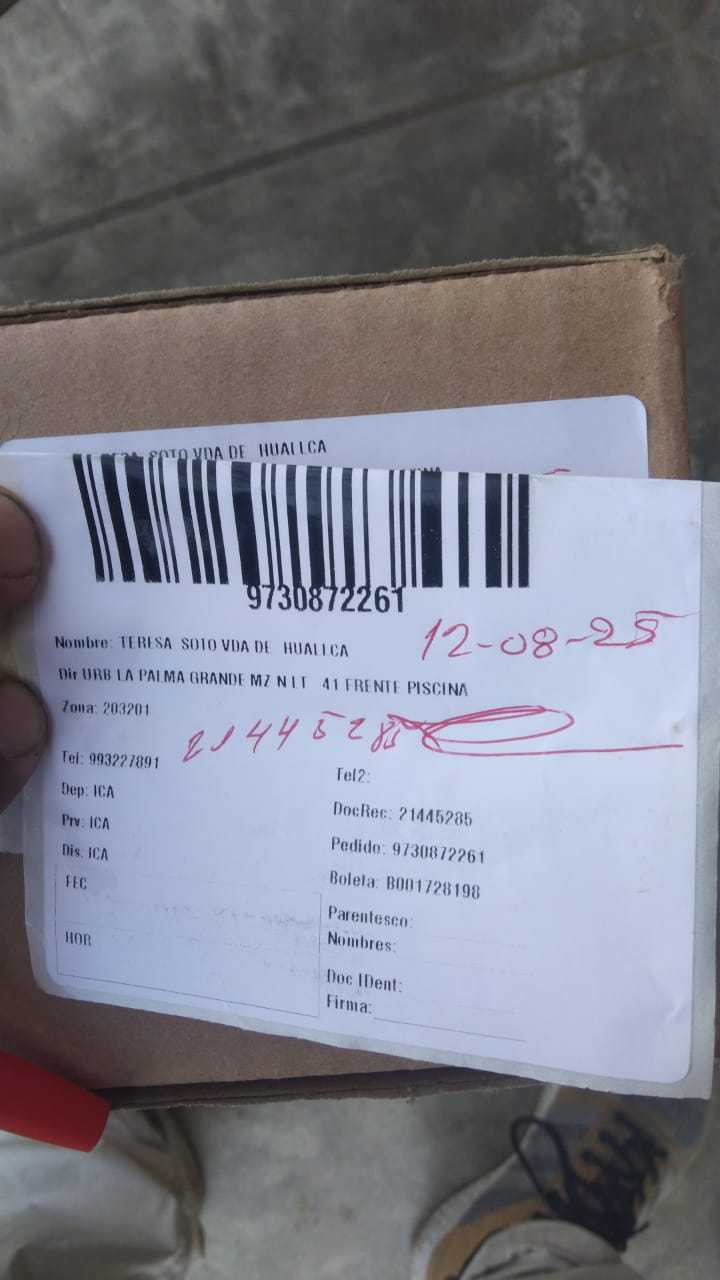 SOTO VDA DE HUALLCA
9730872261
12-08-25
Nombre: TERESA SOTO VDA DE HUALLCA
Dir URB LA PALMA GRANDE MZ N LT 41 FRENTE PISCINA
Zona: 203201
21445285
Tel: 993227891
Tel2:
Dep: ICA
DocRec: 21445285
Prv: ICA
Pedido: 9730872261
Dis. ICA
Boleta: B001728198
FEC
Parentesco:
HOR
Nombres:
Doc IDent:
Firma: